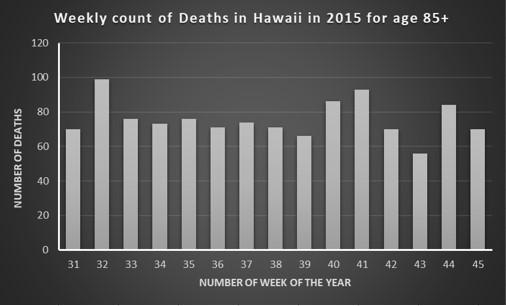 Weekly count of Deaths in Hawaii in 2015 for age 85+
120
100
80
60
40
20
0
NUMBER OF DEATHS
31 32 33 34 35 36 37 38 39 40 41 42 43 44 45
NUMBER OF WEEK OF THE YEAR